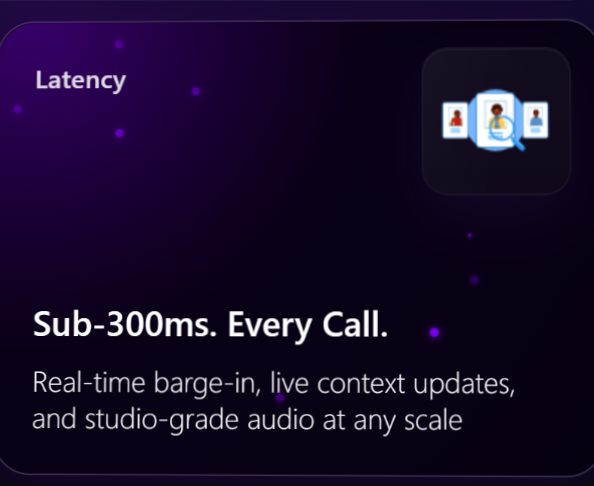 Latency
Sub-300ms. Every Call.
Real-time barge-in, live context updates,
and studio-grade audio at any scale